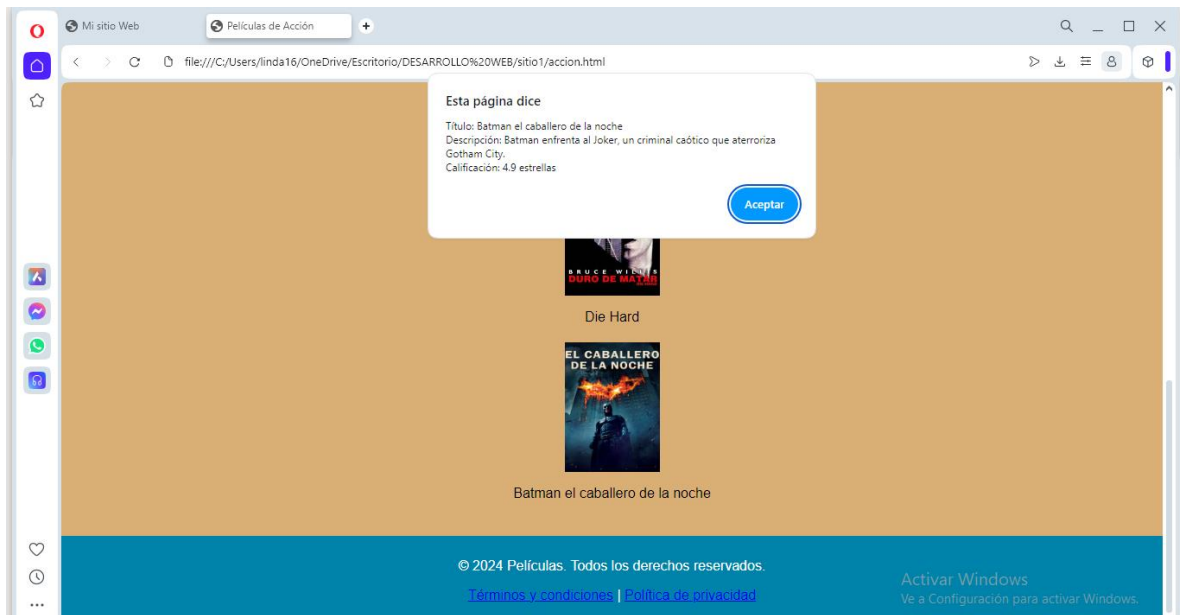 Mi sitio Web
Películas de Acción
file:///C:/Users/linda16/OneDrive/Escritorio/DESARROLLO%20WEB/sitio1/accion.html
Esta página dice
Título: Batman el caballero de la noche
Descripción: Batman enfrenta al Joker, un criminal caótico que aterroriza
Gotham City.
Calificación: 4.9 estrellas
Aceptar
BRUCE WILLIS
DURO DE MATAR
Die Hard
EL CABALLERO
DE LA NOCHE
Batman el caballero de la noche
© 2024 Películas. Todos los derechos reservados.
Términos y condiciones | Política de privacidad
Activar Windows
Ve a Configuración para activar Windows.